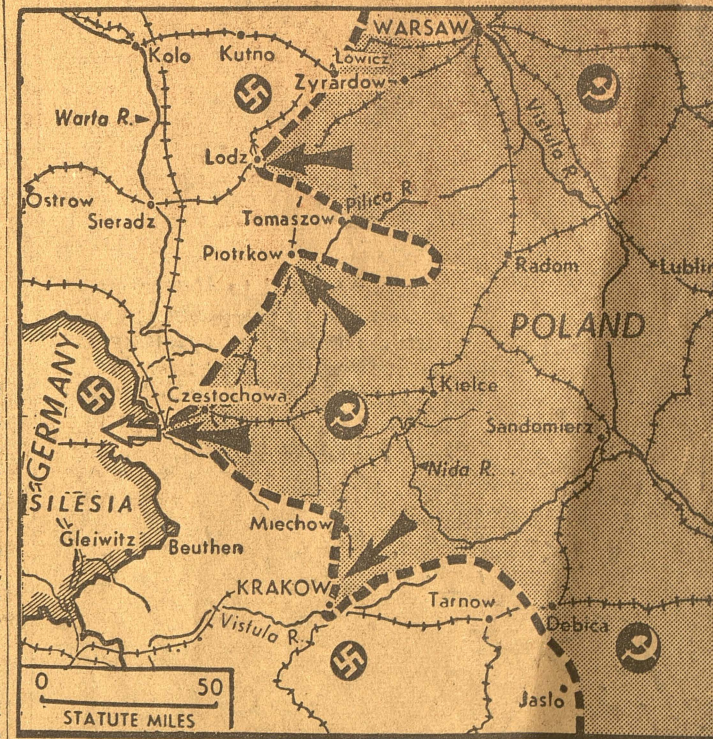 WARSAW
Kolo
Kutno
Lowicz
Zyrardow
Warta R.
Vistula R.
Lodz
Ostrow
Sieradz
Pilica R
Tomaszow
Piotrkow
Radom
Lublin
POLAND
GERMANY
Czestochowa
Kielce
Sandomierz
Nida R.
SILESIA
Miechow
Gleiwitz
Beuthen
KRAKOW
Tarnow
Vistula R.
Debica
Jaslo
0 50
STATUTE MILES